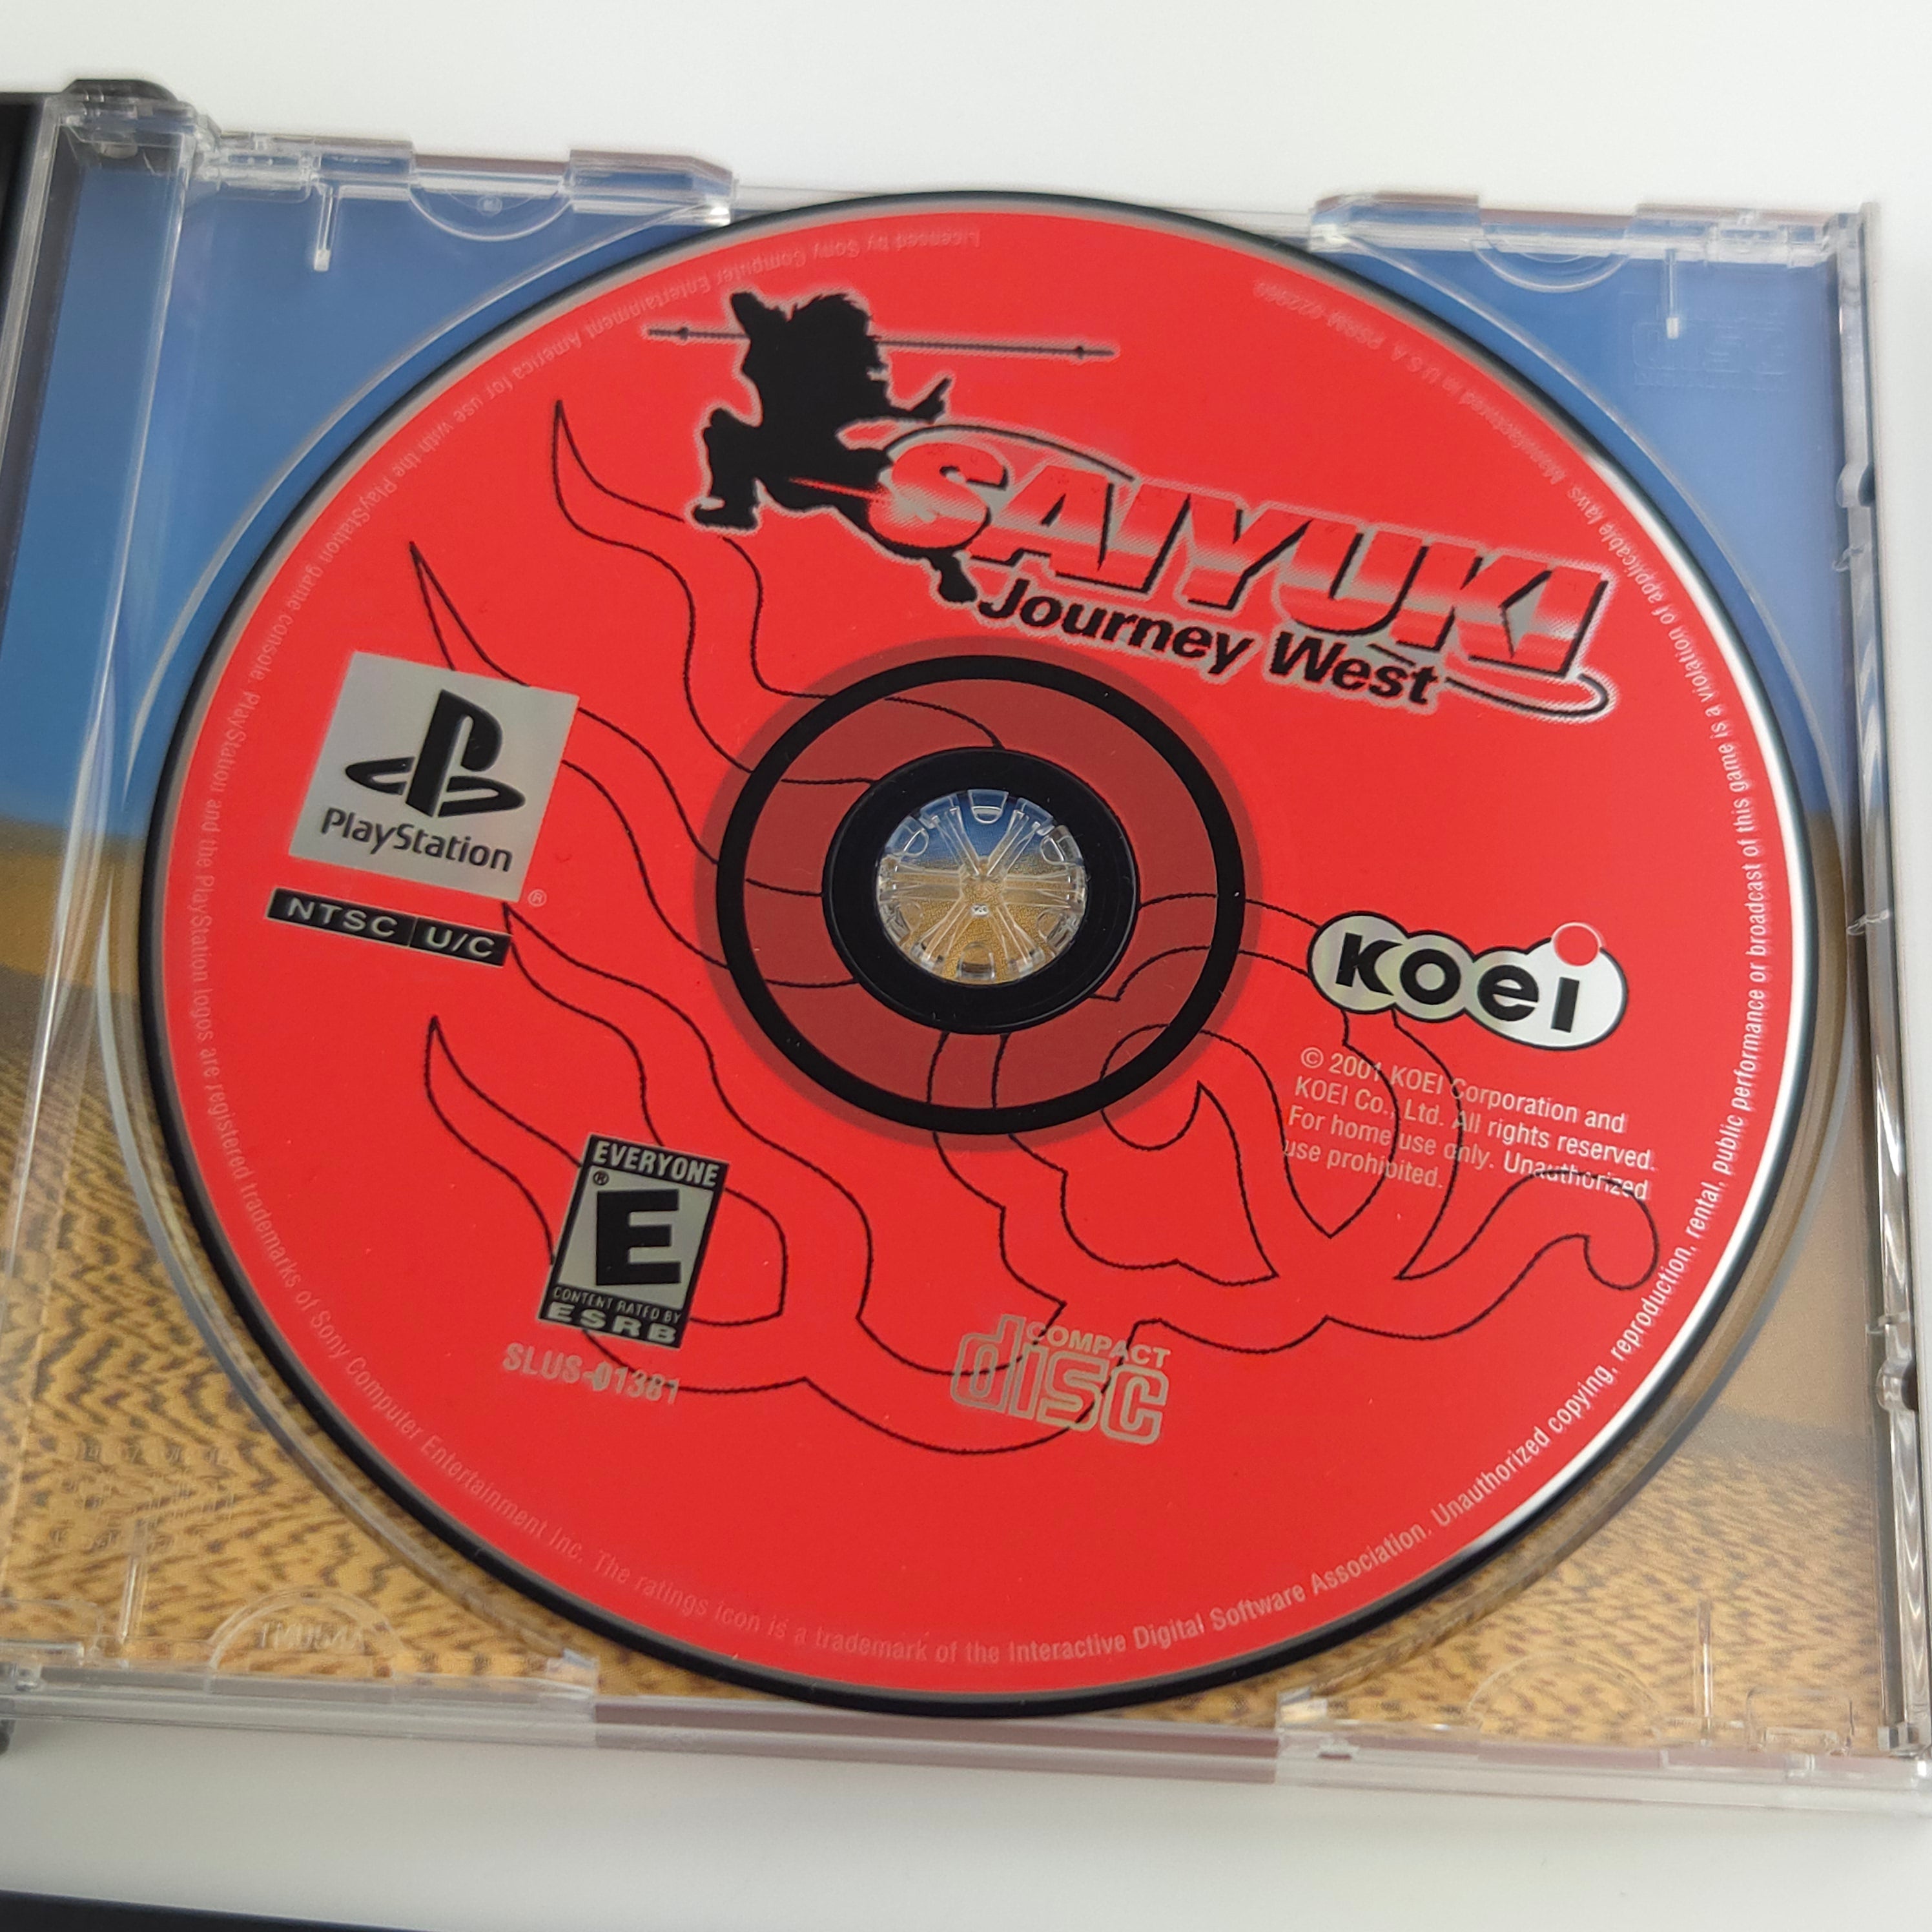 SAIYUKI
Journey West
PlayStation
®
NTSC U/C
KOEI
© 2001 KOEI Corporation and
KOEI Co., Ltd. All rights reserved.
For home use only. Unauthorized
use prohibited.
EVERYONE
®
E
CONTENT RATED BY
ESRB
SLUS-01381
COMPACT
disc
Licensed by Sony Computer Entertainment America for use with the PlayStation game console. PlayStation and the PlayStation logos are registered trademarks of Sony Computer Entertainment Inc. The ratings icon is a trademark of the Interactive Digital Software Association. Unauthorized copying, reproduction, rental, public performance or broadcast of this game is a violation of applicable laws. Manufactured in U.S.A.